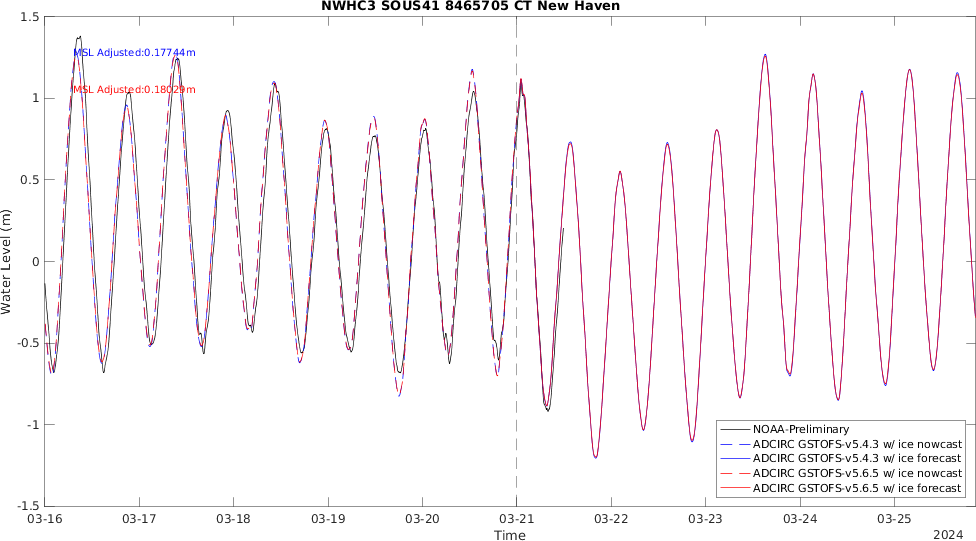 NWHC3 SOUS41 8465705 CT New Haven
1.5
MSL Adjusted:0.17744m
1
MSL Adjusted:0.18029m
0.5
0
Water Level (m)
-0.5
-1
-1.5
NOAA-Preliminary
ADCIRC GSTOFS-v5.4.3 w/ ice nowcast
ADCIRC GSTOFS-v5.4.3 w/ ice forecast
ADCIRC GSTOFS-v5.6.5 w/ ice nowcast
ADCIRC GSTOFS-v5.6.5 w/ ice forecast
03-16 03-17 03-18 03-19 03-20 03-21 03-22 03-23 03-24 03-25
Time
2024